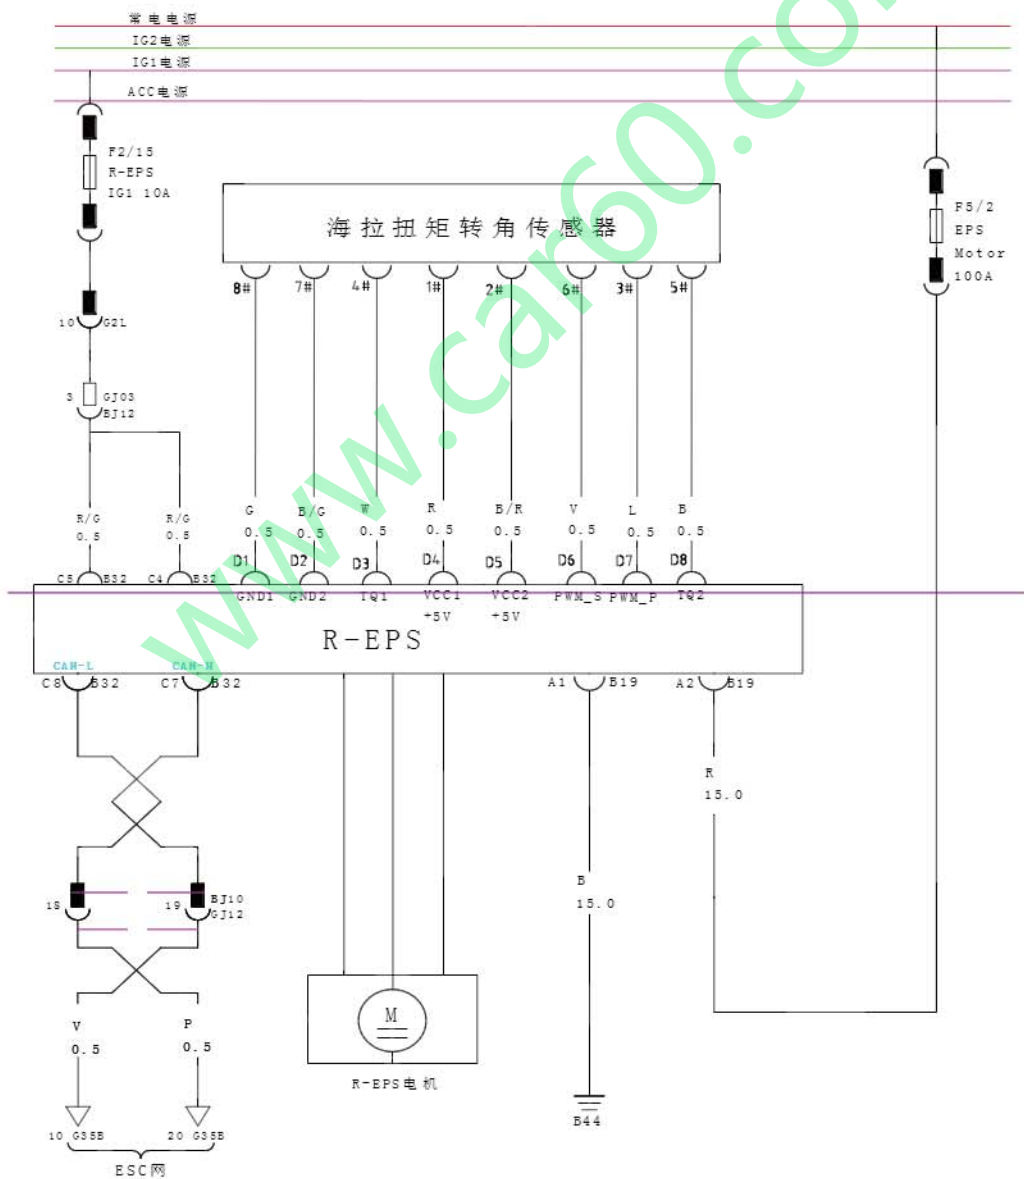 常电电源
IG2电源
IG1电源
ACC电源
F2/15
R-EPS
IG1 10A
F5/2
EPS
Motor
100A
海拉扭矩转角传感器
8# 7# 4# 1# 2# 6# 3# 5#
10 G2L
3 GJ03
BJ12
R/G R/G G B/G W R B/R V L B
0.5 0.5 0.5 0.5 0.5 0.5 0.5 0.5 0.5 0.5
C5 B32 C4 B32 D1 D2 D3 D4 D5 D6 D7 D8
GND1 GND2 TQ1 VCC1 VCC2 PWM_S PWM_P TQ2
+5V +5V
R-EPS
CAN-L CAN-H
C8 B32 C7 B32 A1 B19 A2 B19
R
15.0
B
15.0
18 19 BJ10
GJ12
V P
0.5 0.5
M
R-EPS电机
B44
10 G35B 20 G35B
ESC网
www.car60.co